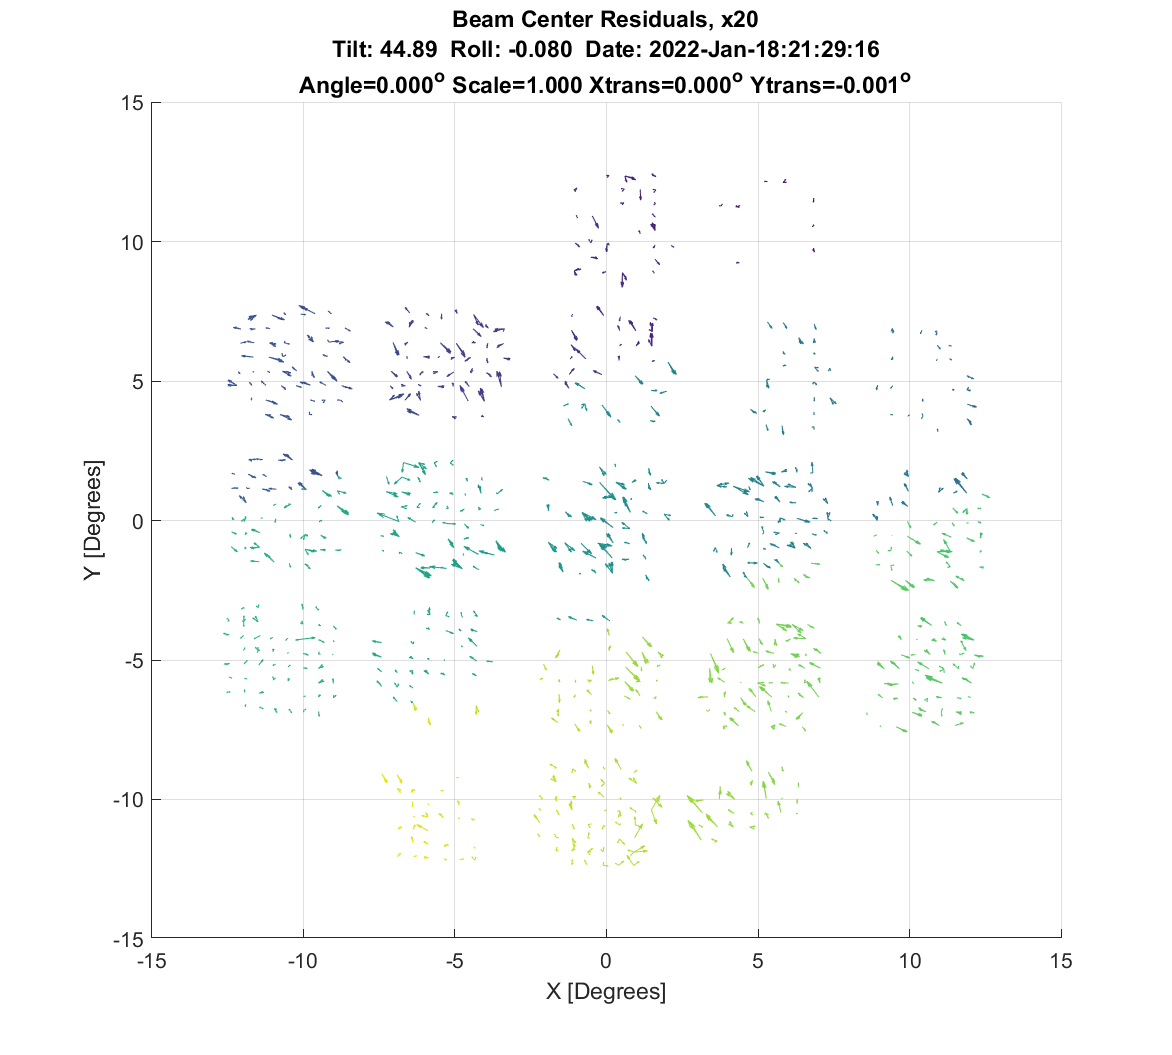 Beam Center Residuals, x20
Tilt: 44.89 Roll: -0.080 Date: 2022-Jan-18:21:29:16
Angle=0.000° Scale=1.000 Xtrans=0.000° Ytrans=-0.001°
15
10
5
0
-5
-10
-15
Y [Degrees]
-15 -10 -5 0 5 10 15
X [Degrees]